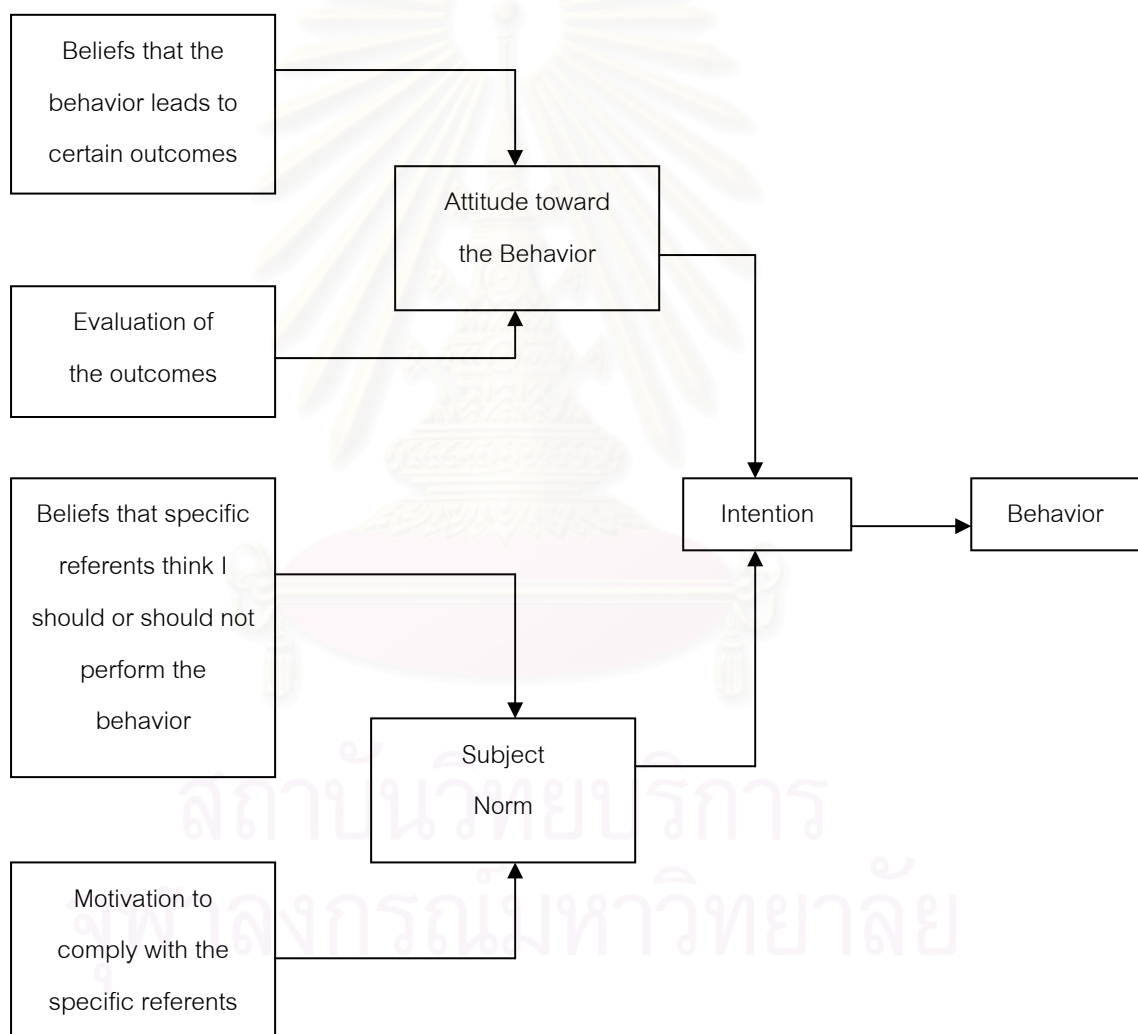 Beliefs that the
behavior leads to
certain outcomes
Attitude toward
the Behavior
Evaluation of
the outcomes
Beliefs that specific
referents think I
should or should not
perform the
behavior
Intention
Behavior
Subject
Norm
Motivation to
comply with the
specific referents
สถาบันวิทยบริการ
จุฬาลงกรณ์มหาวิทยาลัย